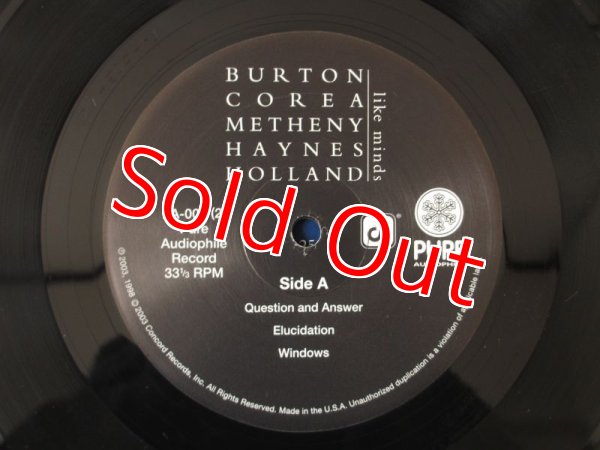 BURTON
COREA
METHENY
HAYNES
HOLLAND
like minds
Sold Out
Audiophile
Record
33⅓ RPM
Side A
Question and Answer
Elucidation
Windows
℗ 2003, 1998 © 2003 Concord Records, Inc. All Rights Reserved. Made in the U.S.A. Unauthorized duplication is a violation of applicable